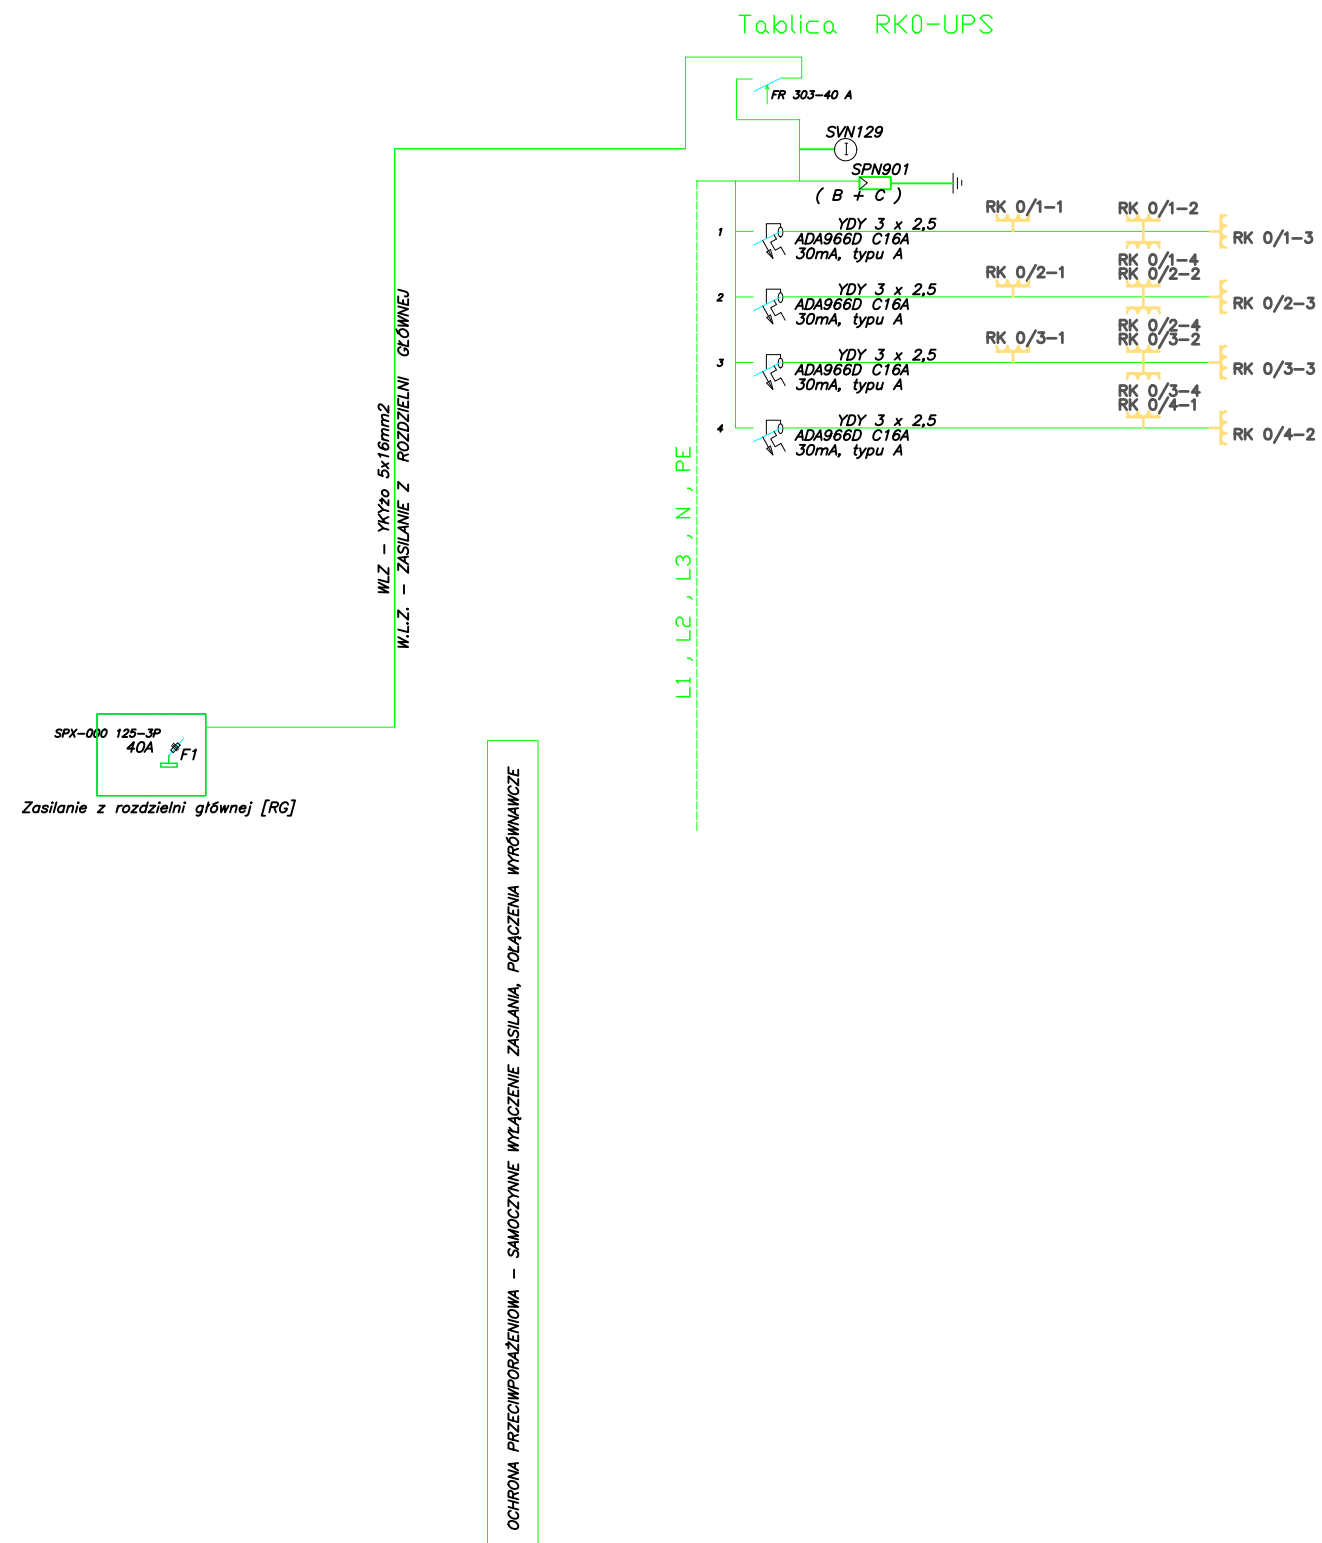 Tablica RK0-UPS
FR 303-40 A
SVN129
SPN901
( B + C )
1
YDY 3 x 2,5
ADA966D C16A
30mA, typu A
RK 0/1-1
RK 0/1-2
RK 0/1-3
RK 0/1-4
2
YDY 3 x 2,5
ADA966D C16A
30mA, typu A
RK 0/2-1
RK 0/2-2
RK 0/2-3
RK 0/2-4
3
YDY 3 x 2,5
ADA966D C16A
30mA, typu A
RK 0/3-1
RK 0/3-2
RK 0/3-3
RK 0/3-4
4
YDY 3 x 2,5
ADA966D C16A
30mA, typu A
RK 0/4-1
RK 0/4-2
WLZ - YKYżo 5x16mm2
W.L.Z. - ZASILANIE Z ROZDZIELNI GŁÓWNEJ
L1 , L2 , L3 , N , PE
SPX-000 125-3P
40A
F1
Zasilanie z rozdzielni głównej [RG]
OCHRONA PRZECIWPORAŻENIOWA - SAMOCZYNNE WYŁĄCZENIE ZASILANIA, POŁĄCZENIA WYRÓWNAWCZE